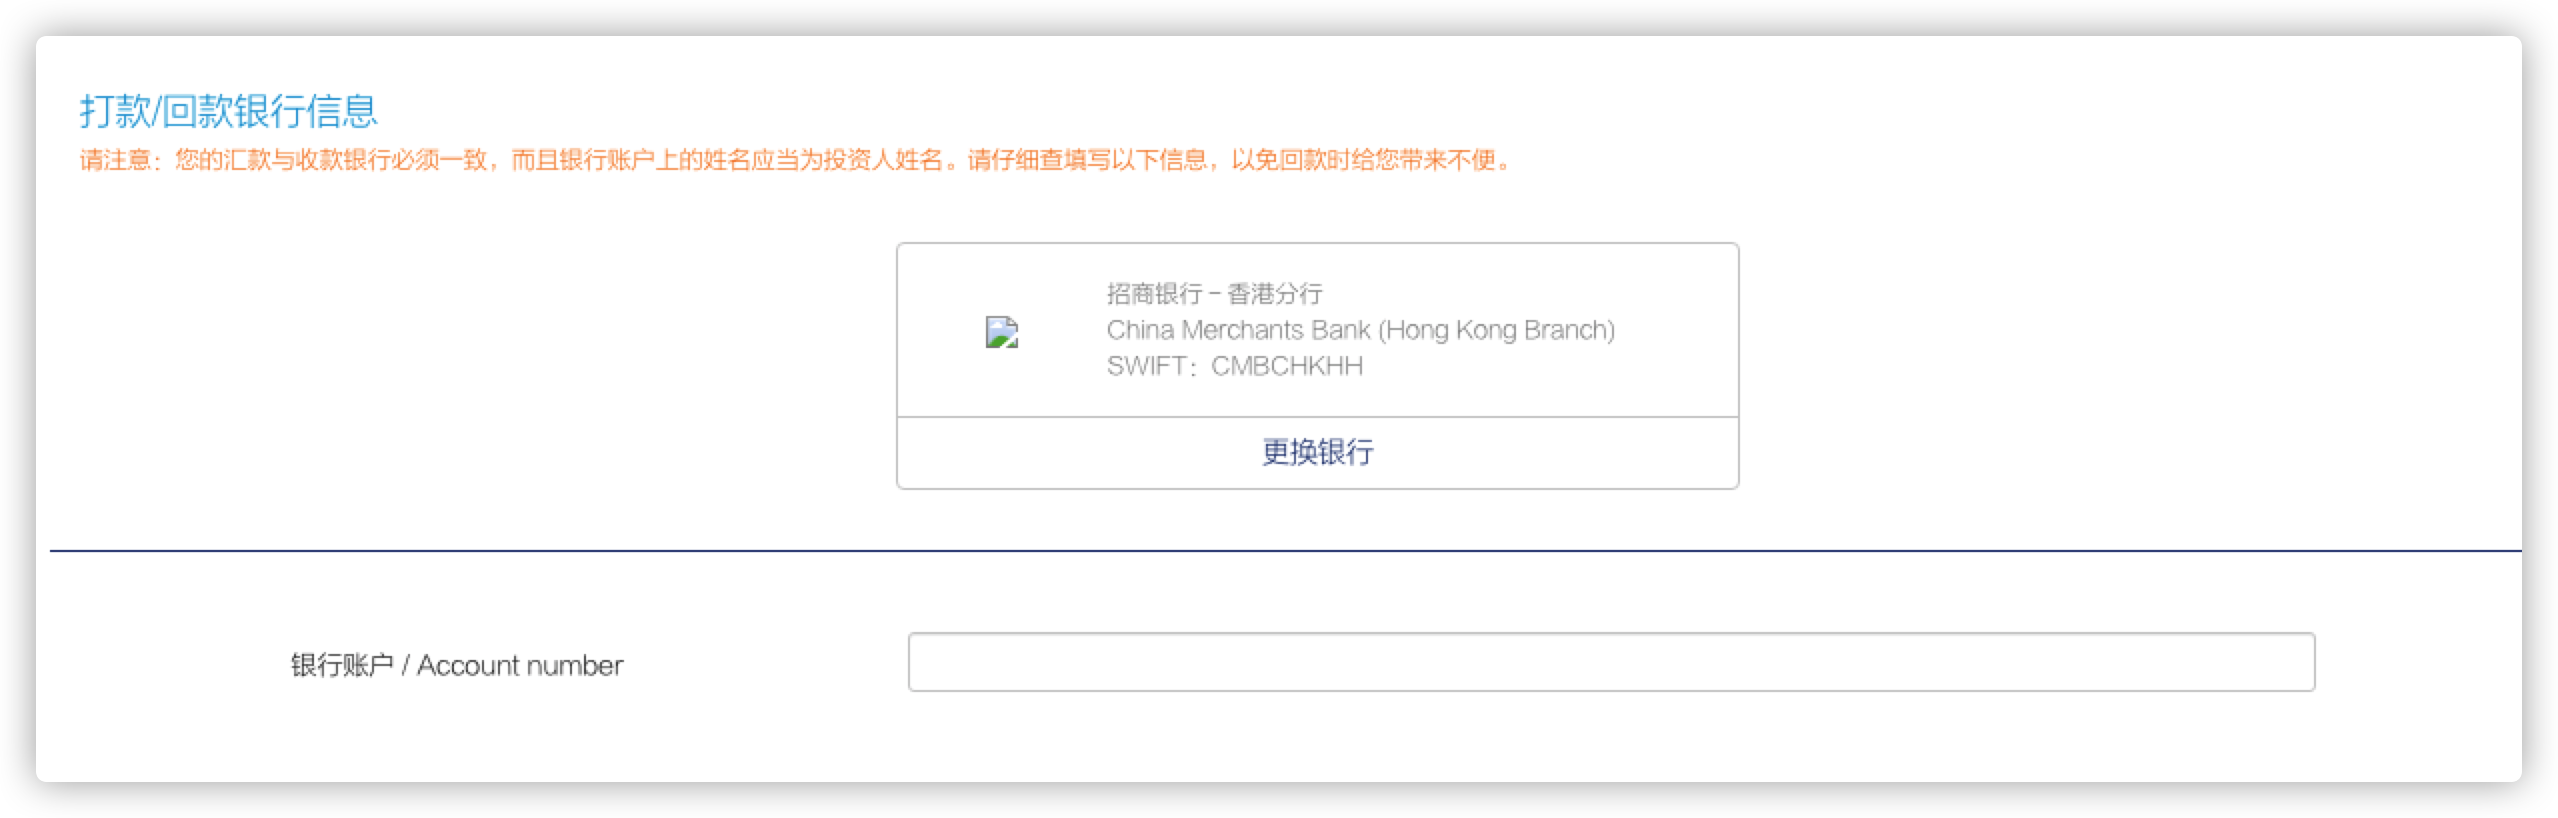 打款/回款银行信息
请注意：您的汇款与收款银行必须一致，而且银行账户上的姓名应当为投资人姓名。请仔细查填写以下信息，以免回款时给您带来不便。
招商银行 – 香港分行
China Merchants Bank (Hong Kong Branch)
SWIFT：CMBCHKHH
更换银行
银行账户 / Account number